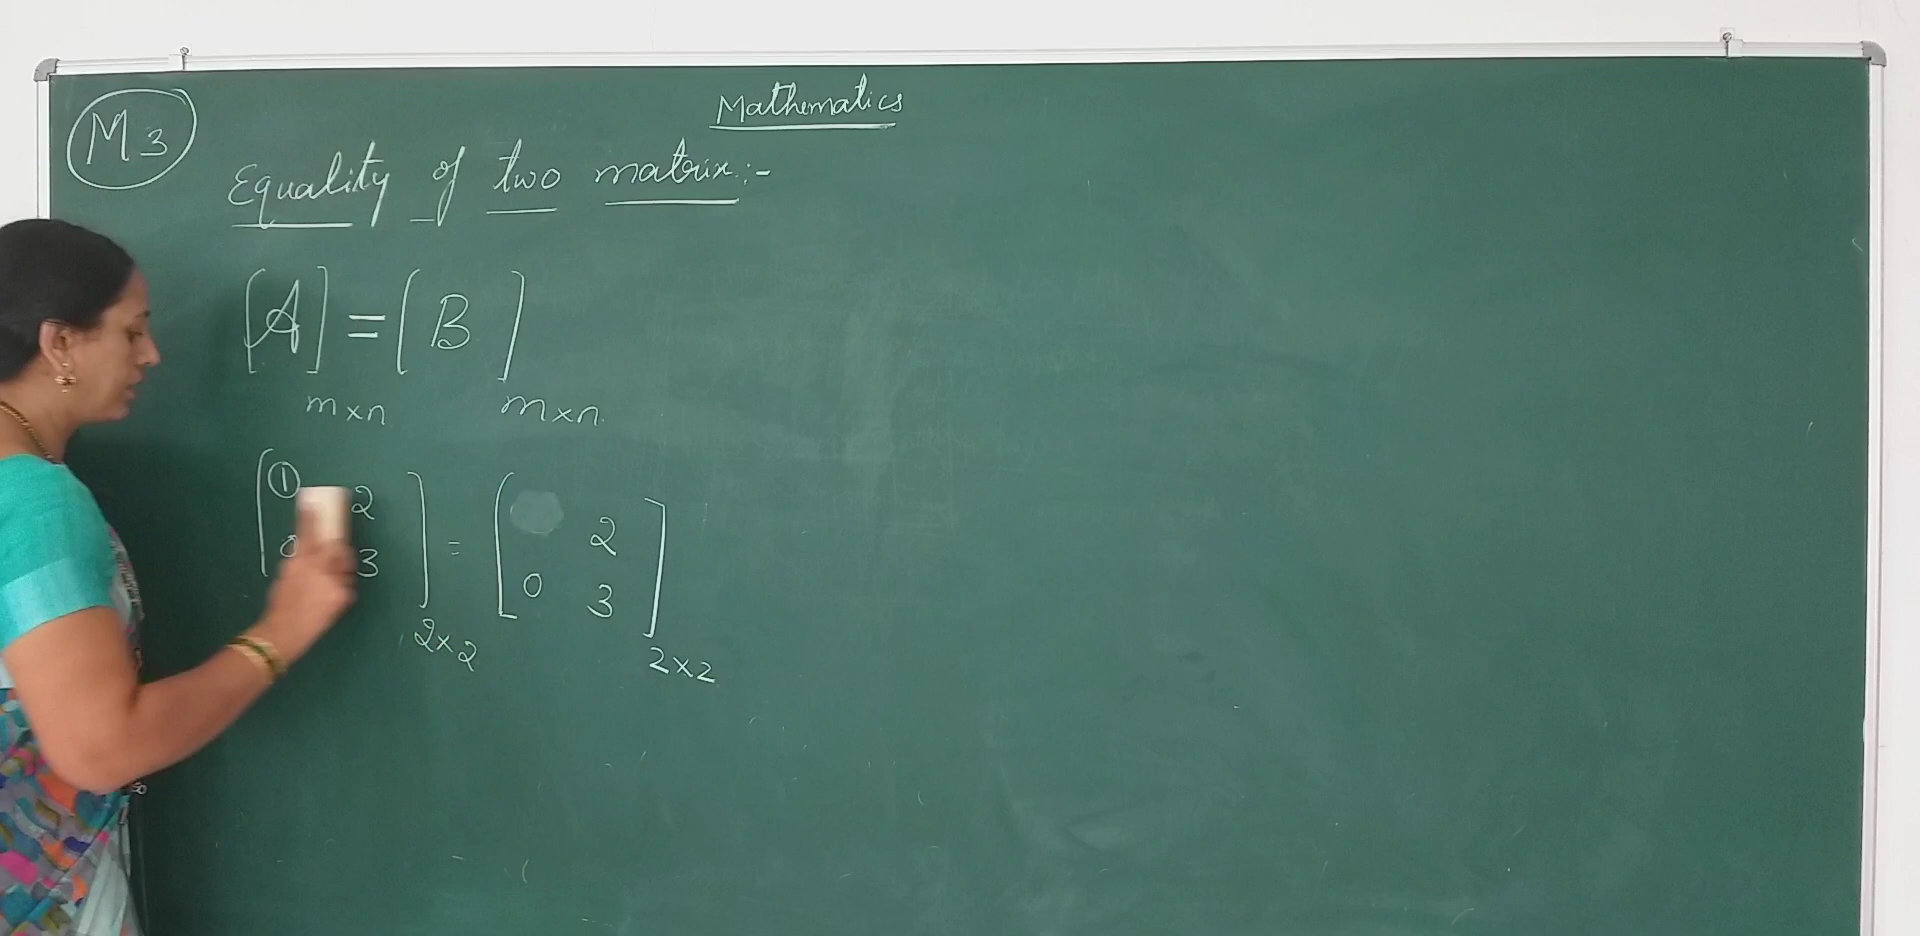 Mathematics
M3
Equality of two matrix:-
[A] = [B]
m×n m×n
[1 2 = [ 2
0 3] 0 3]
2×2 2×2